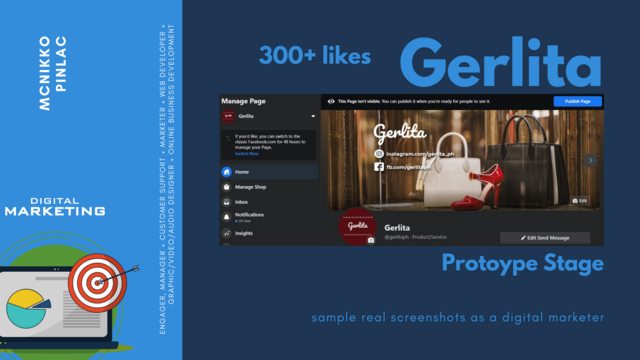 MCNIKKO
PINLAC
ENGAGER, MANAGER + CUSTOMER SUPPORT + MARKETER + WEB DEVELOPER +
GRAPHIC/VIDEO/AUDIO DESIGNER + ONLINE BUSINESS DEVELOPMENT
DIGITAL
MARKETING
300+ likes
Gerlita
Manage Page
Gerlita
If you'd like, you can switch to the
classic Facebook.com for 48 hours to
manage your Page.
Switch Now
Home
Manage Shop
Inbox
Notifications
Insights
This Page isn't visible. You can publish it when you're ready for people to see it.
Publish Page
Gerlita
instagram.com/gerlita_ph
fb.com/gerlitaph
Edit
Gerlita
Gerlita
@gerlitaph · Product/Service
Edit Send Message
Protoype Stage
sample real screenshots as a digital marketer